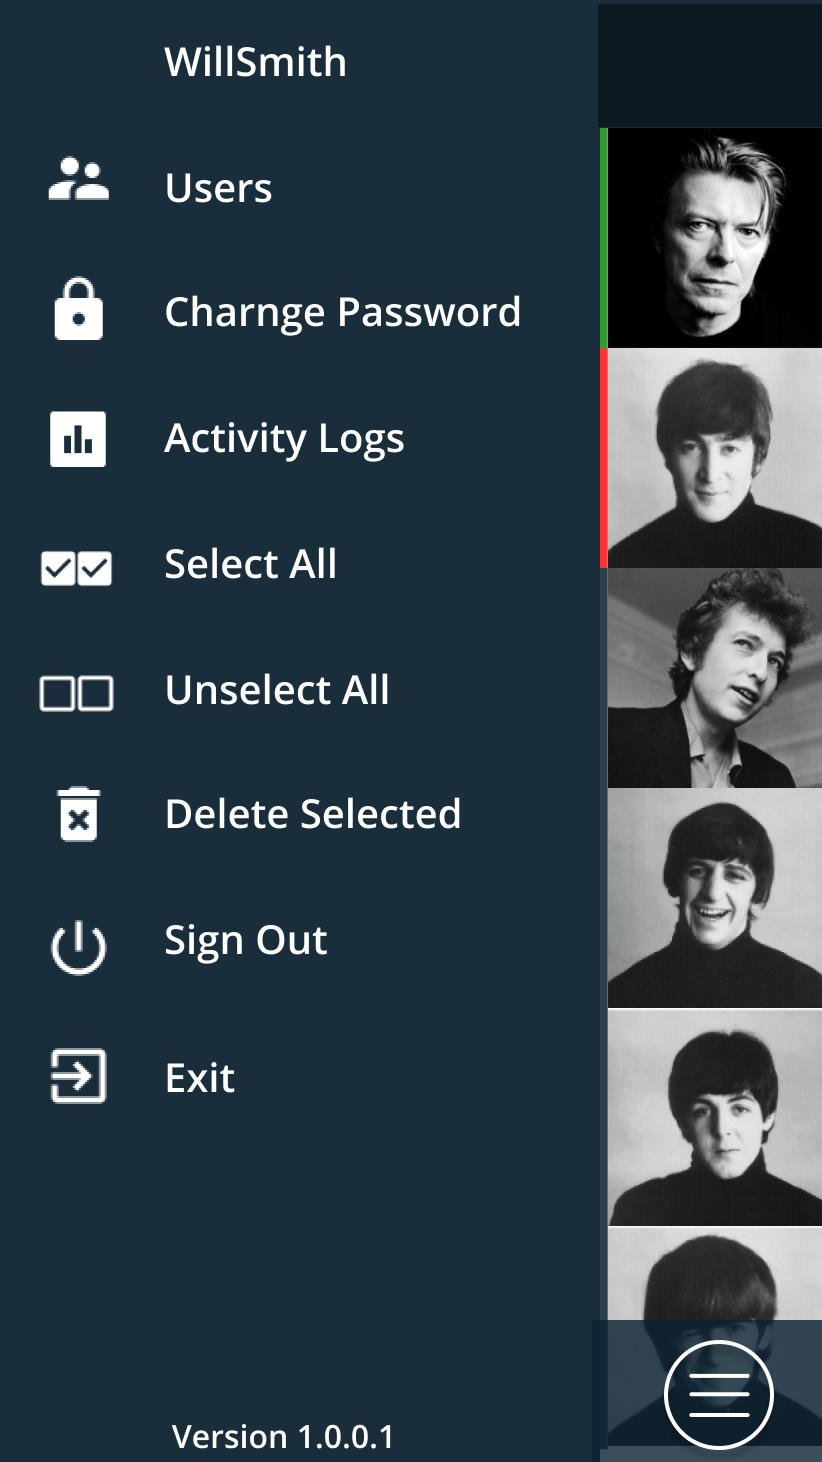 WillSmith
Users
Charnge Password
Activity Logs
Select All
Unselect All
Delete Selected
Sign Out
Exit
Version 1.0.0.1